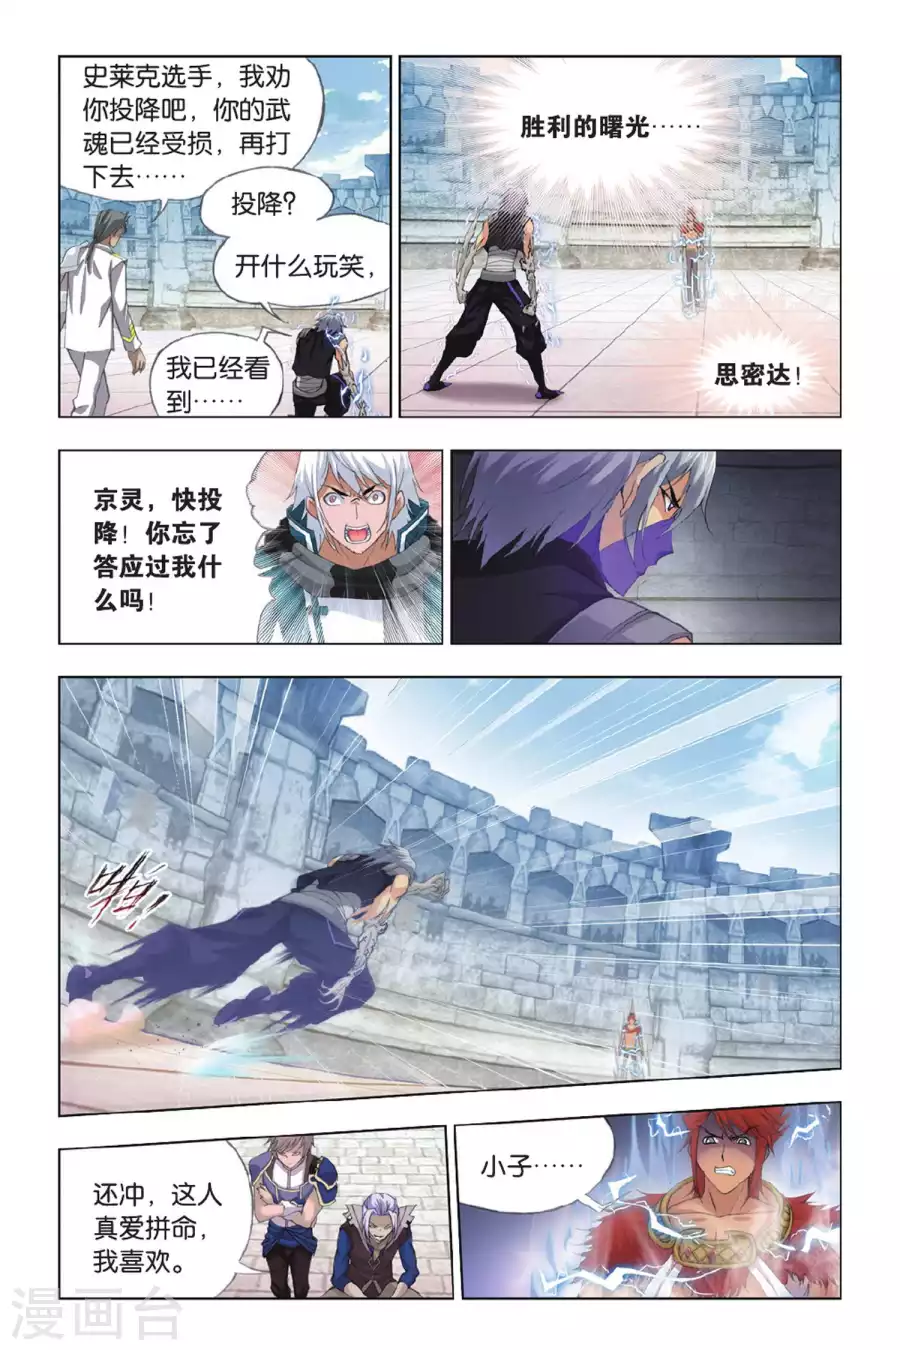 史莱克选手，我劝
你投降吧，你的武
魂已经受损，再打
下去……
投降？
开什么玩笑，
我已经看
到……
胜利的曙光……
思密达！
京灵，快投
降！你忘了
答应过我什
么吗！
还冲，这人
真爱拼命，
我喜欢。
小子……
漫画台